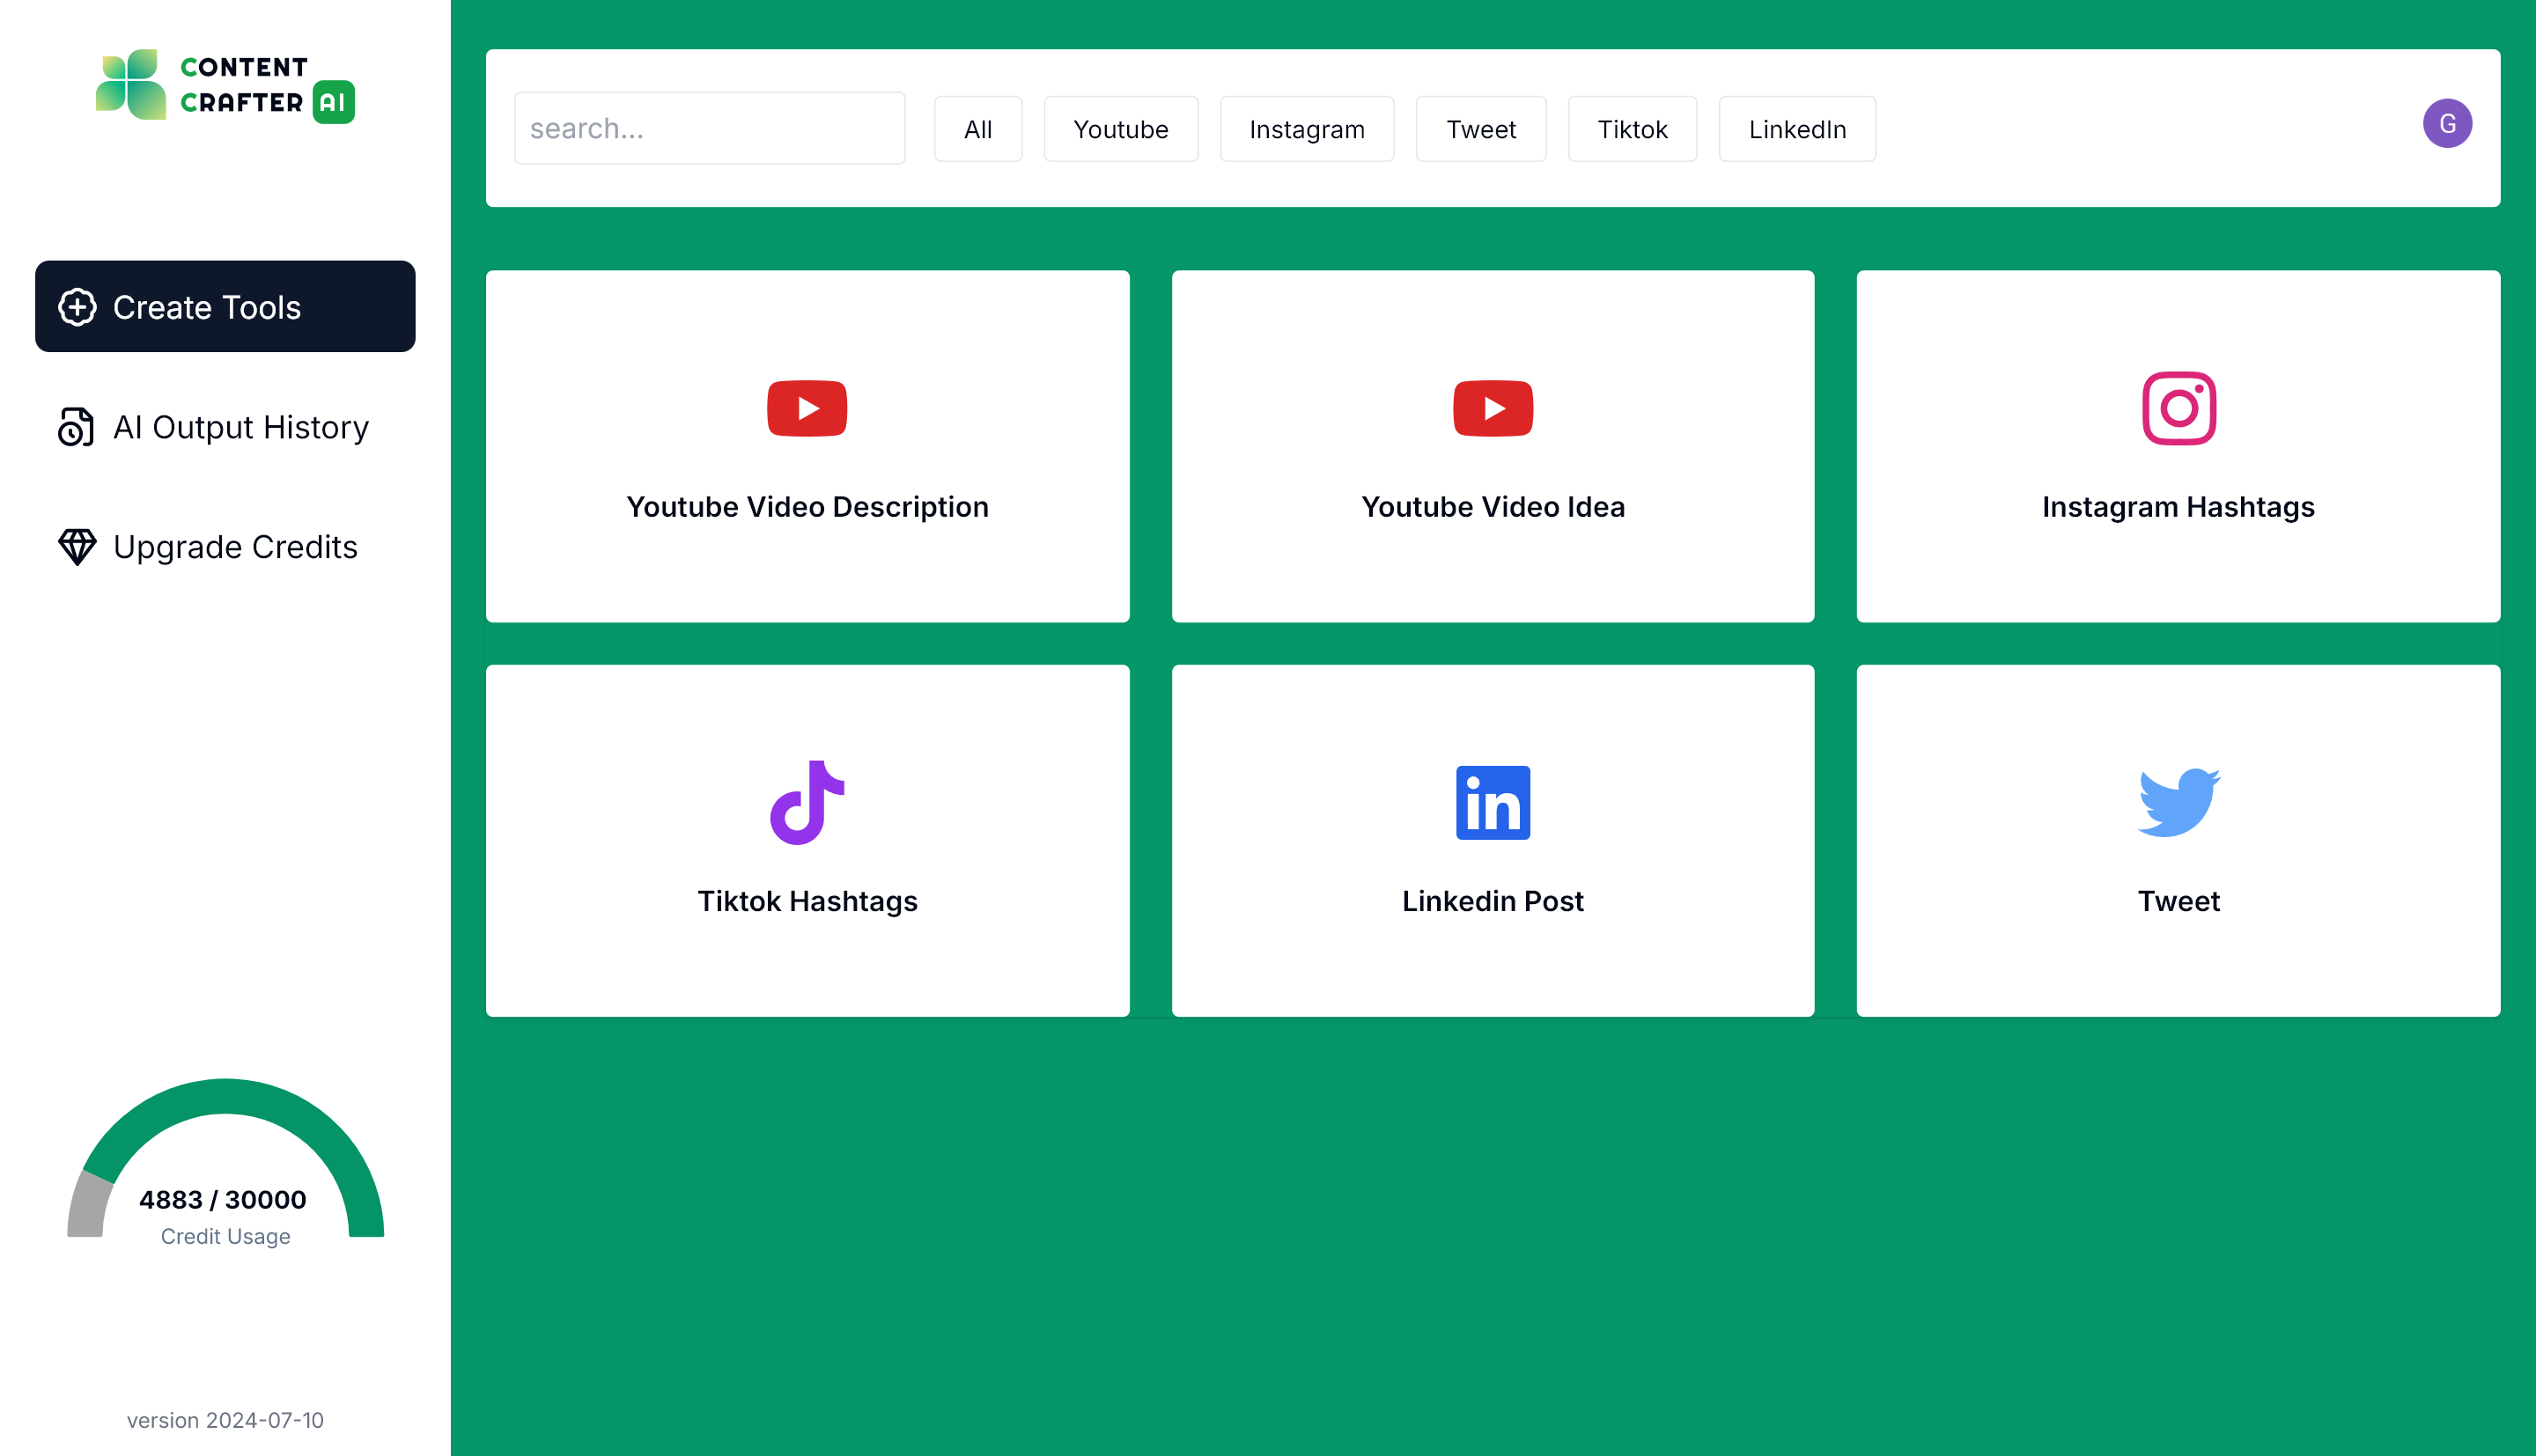 CONTENT
CRAFTER AI
Create Tools
AI Output History
Upgrade Credits
4883 / 30000
Credit Usage
version 2024-07-10
search...
All
Youtube
Instagram
Tweet
Tiktok
LinkedIn
G
Youtube Video Description
Youtube Video Idea
Instagram Hashtags
Tiktok Hashtags
in
Linkedin Post
Tweet